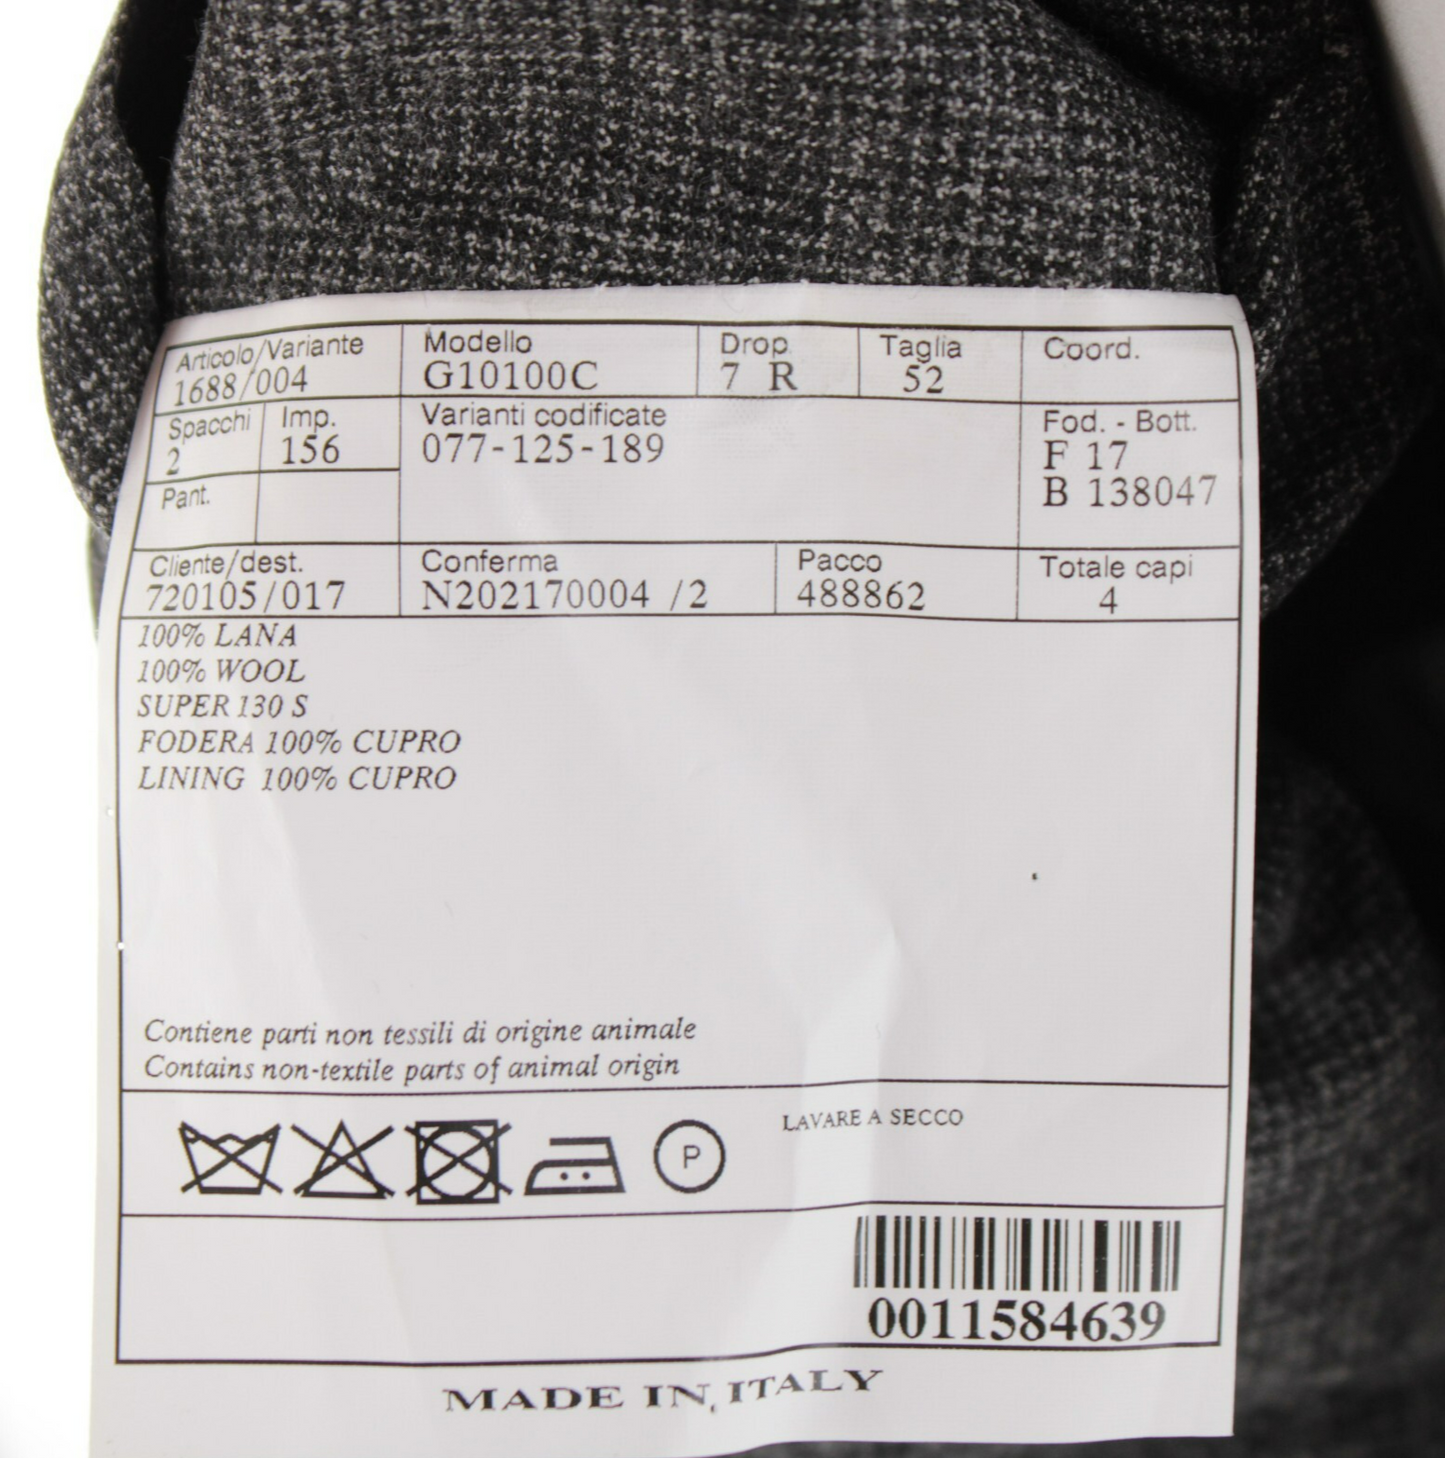 Articolo/Variante Modello Drop Taglia Coord.
1688/004 G10100C 7 R 52
Spacchi Imp. Varianti codificate Fod. - Bott.
2 156 077-125-189 F 17
B 138047
Pant.
Cliente/dest. Conferma Pacco Totale capi
720105/017 N202170004 /2 488862 4
100% LANA
100% WOOL
SUPER 130 S
FODERA 100% CUPRO
LINING 100% CUPRO
Contiene parti non tessili di origine animale
Contains non-textile parts of animal origin
P
LAVARE A SECCO
0011584639
MADE IN ITALY